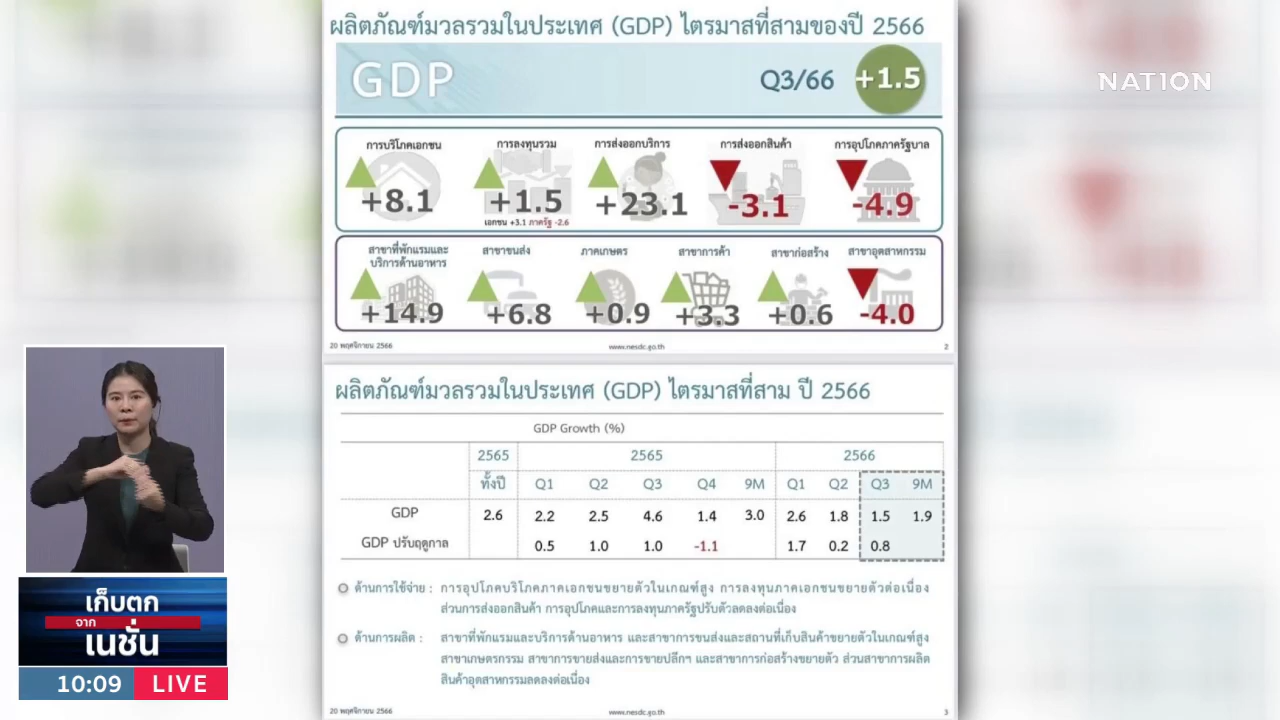 ผลิตภัณฑ์มวลรวมในประเทศ (GDP) ไตรมาสที่สามของปี 2566
GDP Q3/66 +1.5
NATION
การบริโภคเอกชน การลงทุนรวม การส่งออกบริการ การส่งออกสินค้า การอุปโภคภาครัฐบาล
+8.1 +1.5 +23.1 -3.1 -4.9
เอกชน +3.1 ภาครัฐ -2.6
สาขาที่พักแรมและ สาขาขนส่ง ภาคเกษตร สาขาการค้า สาขาก่อสร้าง สาขาอุตสาหกรรม
บริการด้านอาหาร
+14.9 +6.8 +0.9 +3.3 +0.6 -4.0
20 พฤศจิกายน 2566 www.nesdc.go.th 2
ผลิตภัณฑ์มวลรวมในประเทศ (GDP) ไตรมาสที่สาม ปี 2566
GDP Growth (%)
2565 2565 2566
ทั้งปี Q1 Q2 Q3 Q4 9M Q1 Q2 Q3 9M
GDP 2.6 2.2 2.5 4.6 1.4 3.0 2.6 1.8 1.5 1.9
GDP ปรับฤดูกาล 0.5 1.0 1.0 -1.1 1.7 0.2 0.8
ด้านการใช้จ่าย : การอุปโภคบริโภคภาคเอกชนขยายตัวในเกณฑ์สูง การลงทุนภาคเอกชนขยายตัวต่อเนื่อง
ส่วนการส่งออกสินค้า การอุปโภคและการลงทุนภาครัฐปรับตัวลดลงต่อเนื่อง
ด้านการผลิต : สาขาที่พักแรมและบริการด้านอาหาร และสาขาการขนส่งและสถานที่เก็บสินค้าขยายตัวในเกณฑ์สูง
สาขาเกษตรกรรม สาขาการขายส่งและการขายปลีกฯ และสาขาการก่อสร้างขยายตัว ส่วนสาขาการผลิต
สินค้าอุตสาหกรรมลดลงต่อเนื่อง
20 พฤศจิกายน 2566 www.nesdc.go.th 3
เก็บตก
จาก
เนชั่น
10:09 LIVE